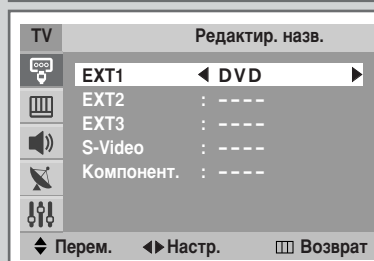 TV Редактир. назв.
EXT1 ◀ DVD ▶
EXT2 : ----
EXT3 : ----
S-Video : ----
Компонент. : ----
Перем. Настр. Возврат